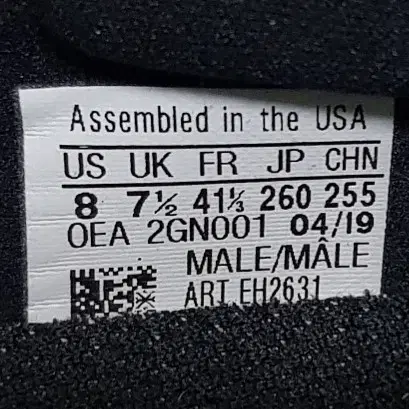 Assembled in the USA
US UK FR JP CHN
8 7½ 41⅓ 260 255
OEA 2GN001 04/19
MALE/MÂLE
ART. EH2631